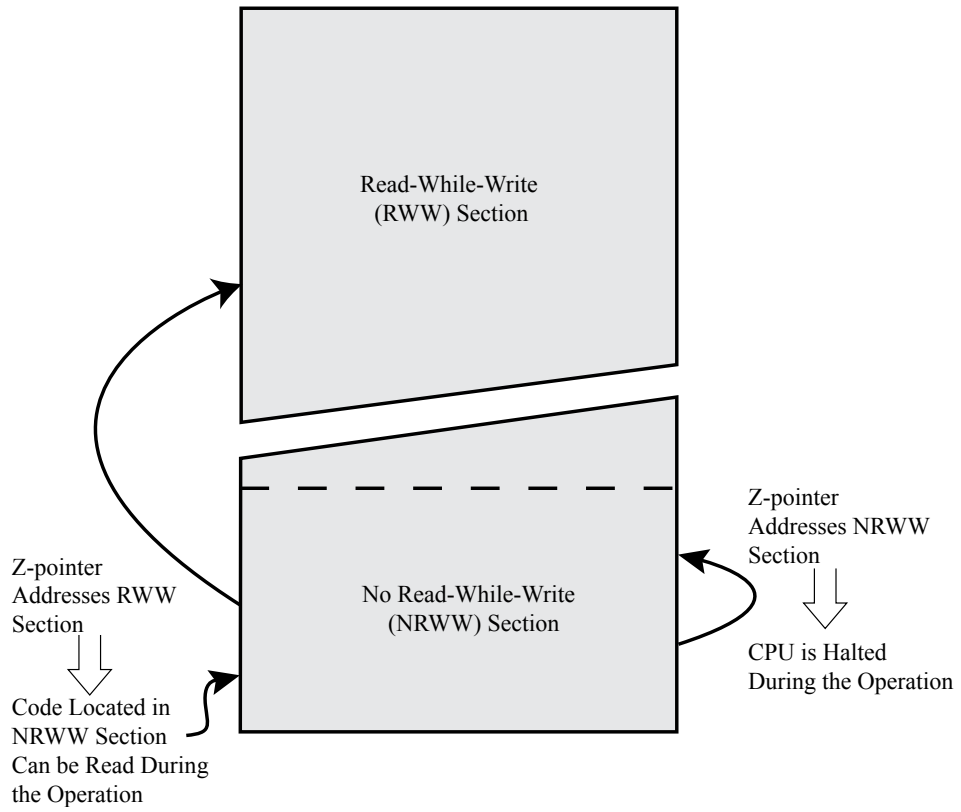 Read-While-Write
(RWW) Section
Z-pointer
Addresses RWW
Section
Code Located in
NRWW Section
Can be Read During
the Operation
No Read-While-Write
(NRWW) Section
Z-pointer
Addresses NRWW
Section
CPU is Halted
During the Operation